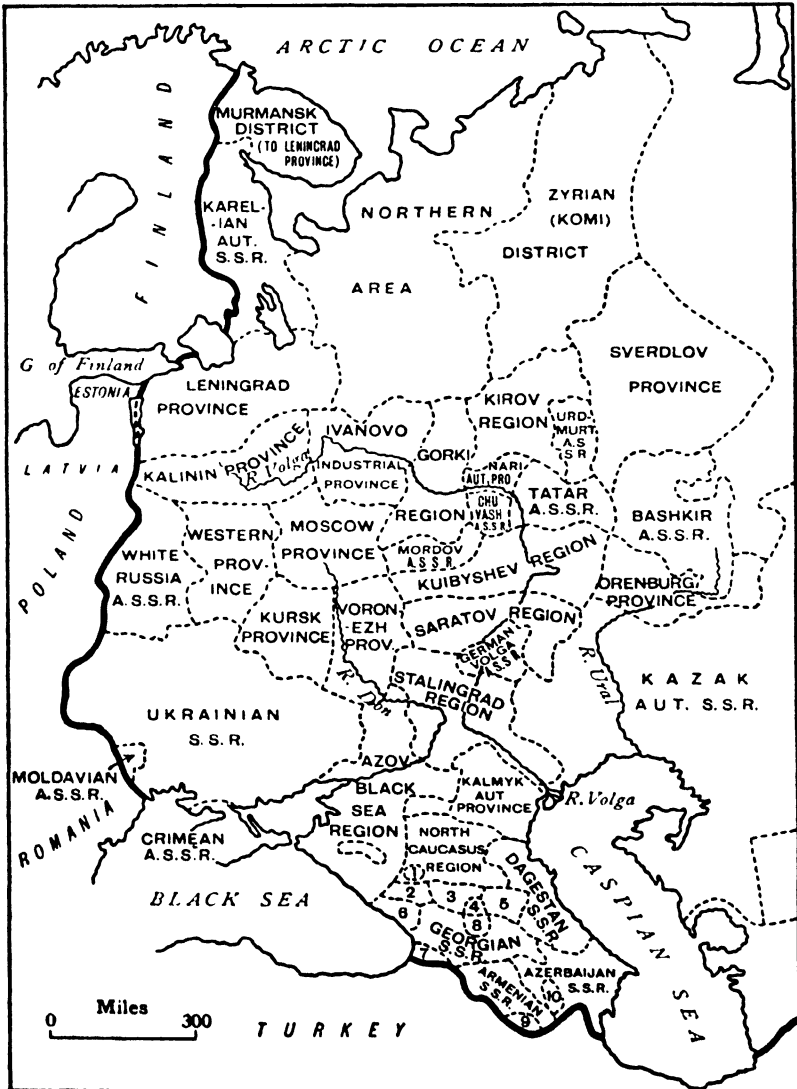 ARCTIC OCEAN
MURMANSK
DISTRICT
(TO LENINGRAD
PROVINCE)
FINLAND
KAREL-
-IAN
AUT.
S.S.R.
NORTHERN
AREA
ZYRIAN
(KOMI)
DISTRICT
G of Finland
ESTONIA
LENINGRAD
PROVINCE
SVERDLOV
PROVINCE
KIROV
REGION
URD-
MURT
A.S
S R
LATVIA
KALININ PROVINCE
R Volga
IVANOVO
INDUSTRIAL
PROVINCE
GORKI
REGION
NARI
AUT. PRO
CHU
VASH
A.S.S.R
TATAR
A.S.S.R.
BASHKIR
A.S.S.R.
POLAND
WHITE
RUSSIA
A.S.S.R.
WESTERN
PROV-
INCE
MOSCOW
PROVINCE
MORDOV
A.S.S.R.
KUIBYSHEV REGION
ORENBURG
PROVINCE
KURSK
PROVINCE
VORON
EZH
PROV.
SARATOV REGION
GERMAN
VOLGA
A.S.S.R.
R. Don
STALINGRAD
REGION
R. Ural
KAZAK
AUT. S.S.R.
UKRAINIAN
S.S.R.
MOLDAVIAN
A.S.S.R.
ROMANIA
AZOV
BLACK
SEA
REGION
KALMYK
AUT
PROVINCE
R. Volga
CRIMEAN
A.S.S.R.
NORTH
CAUCASUS
REGION
DAGESTAN
S.S.R.
BLACK SEA
CASPIAN SEA
1
2
3
4
5
6
8
GEORGIAN
S.S.R.
7
ARMENIAN
S.S.R.
AZERBAIJAN
S.S.R.
10
9
Miles
0 300
TURKEY